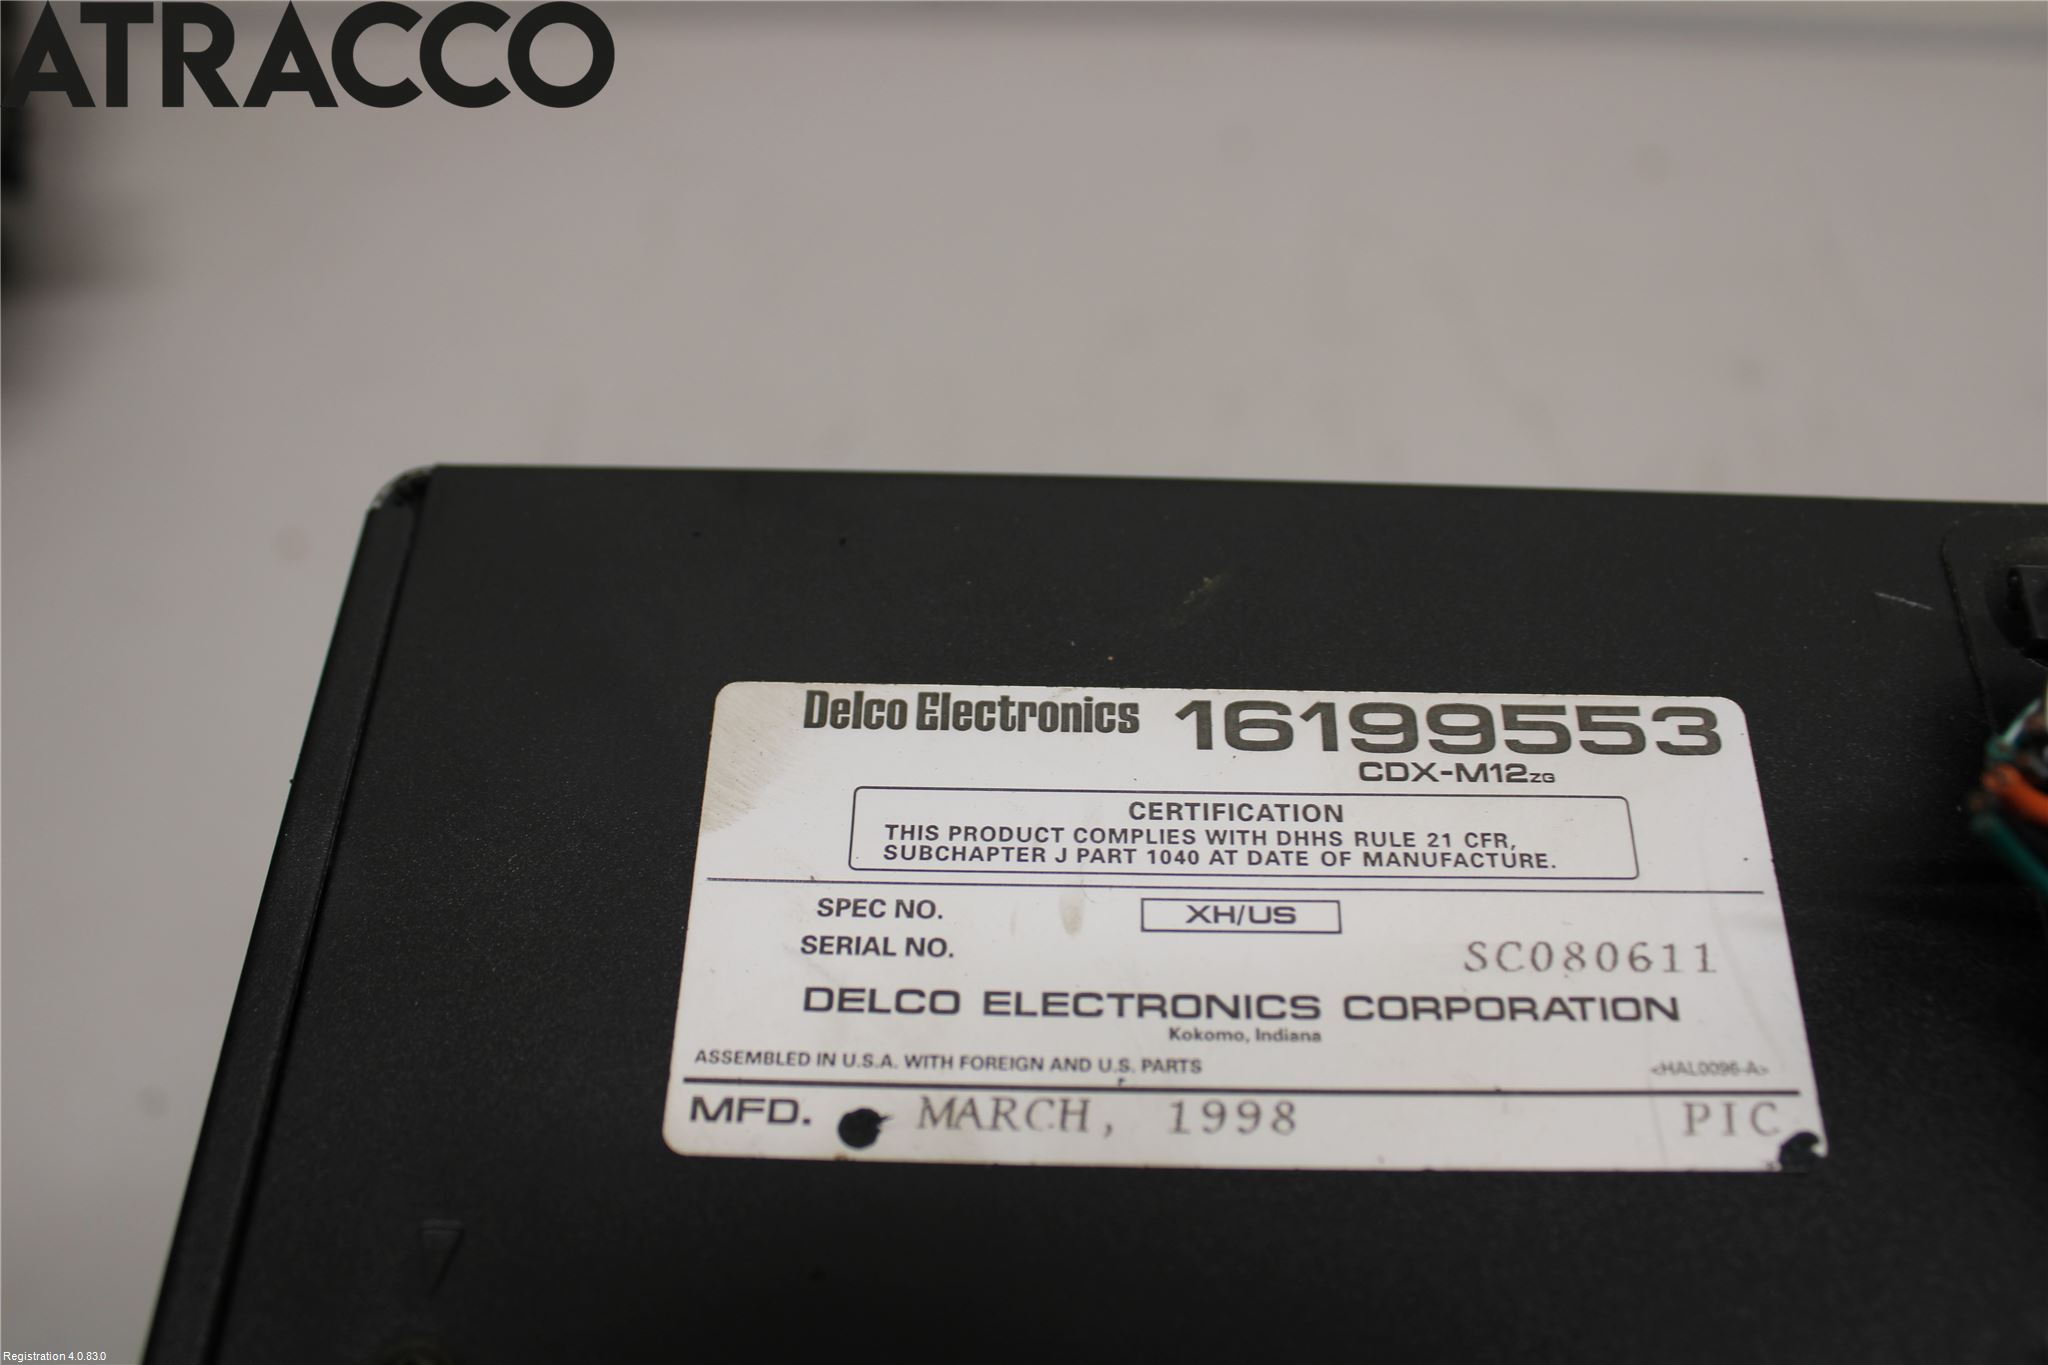 ATRACCO
Delco Electronics 16199553
CDX-M12ZG
CERTIFICATION
THIS PRODUCT COMPLIES WITH DHHS RULE 21 CFR,
SUBCHAPTER J PART 1040 AT DATE OF MANUFACTURE.
SPEC NO. XH/US
SERIAL NO. SC080611
DELCO ELECTRONICS CORPORATION
Kokomo, Indiana
ASSEMBLED IN U.S.A. WITH FOREIGN AND U.S. PARTS <HAL0096-A>
MFD. MARCH, 1998 PIC
Registration 4.0.83.0